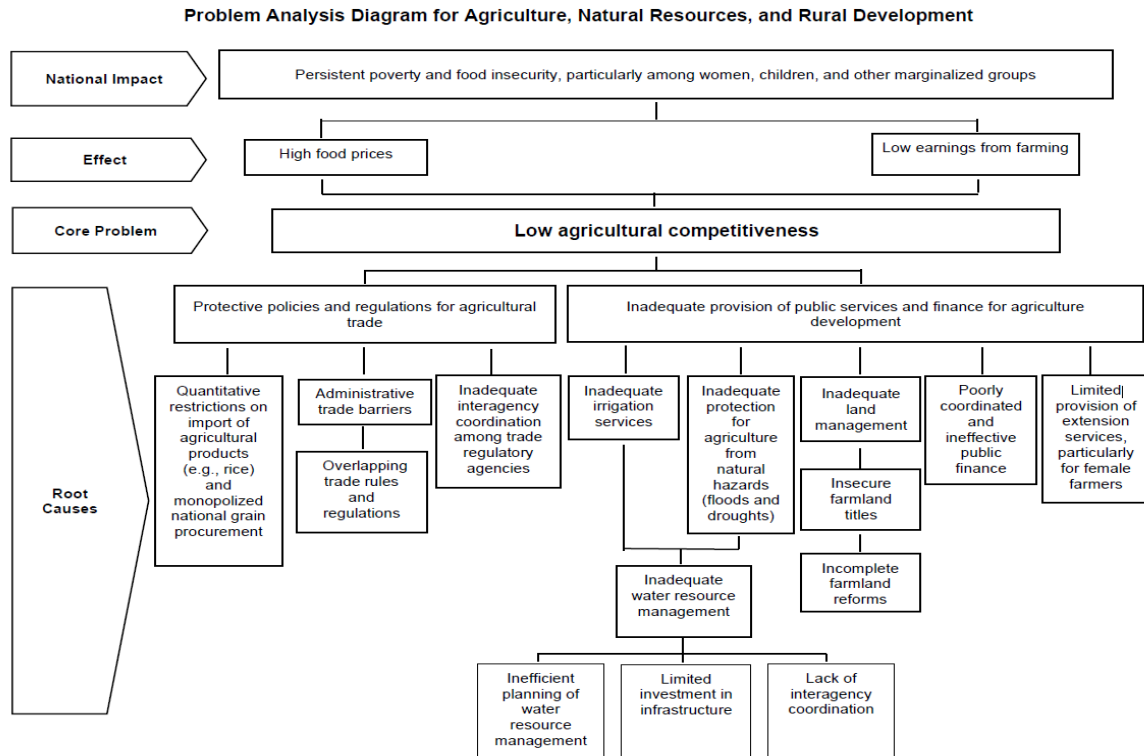 Problem Analysis Diagram for Agriculture, Natural Resources, and Rural Development
National Impact
Persistent poverty and food insecurity, particularly among women, children, and other marginalized groups
Effect
High food prices
Low earnings from farming
Core Problem
Low agricultural competitiveness
Root
Causes
Protective policies and regulations for agricultural
trade
Inadequate provision of public services and finance for agriculture
development
Quantitative
restrictions on
import of
agricultural
products
(e.g., rice) and
monopolized
national grain
procurement
Administrative
trade barriers
Overlapping
trade rules
and
regulations
Inadequate
interagency
coordination
among trade
regulatory
agencies
Inadequate
irrigation
services
Inadequate
protection for
agriculture
from
natural
hazards
(floods and
droughts)
Inadequate
land
management
Insecure
farmland
titles
Incomplete
farmland
reforms
Poorly
coordinated
and
ineffective
public
finance
Limited
provision of
extension
services,
particularly
for female
farmers
Inadequate
water resource
management
Inefficient
planning of
water
resource
management
Limited
investment in
infrastructure
Lack of
interagency
coordination